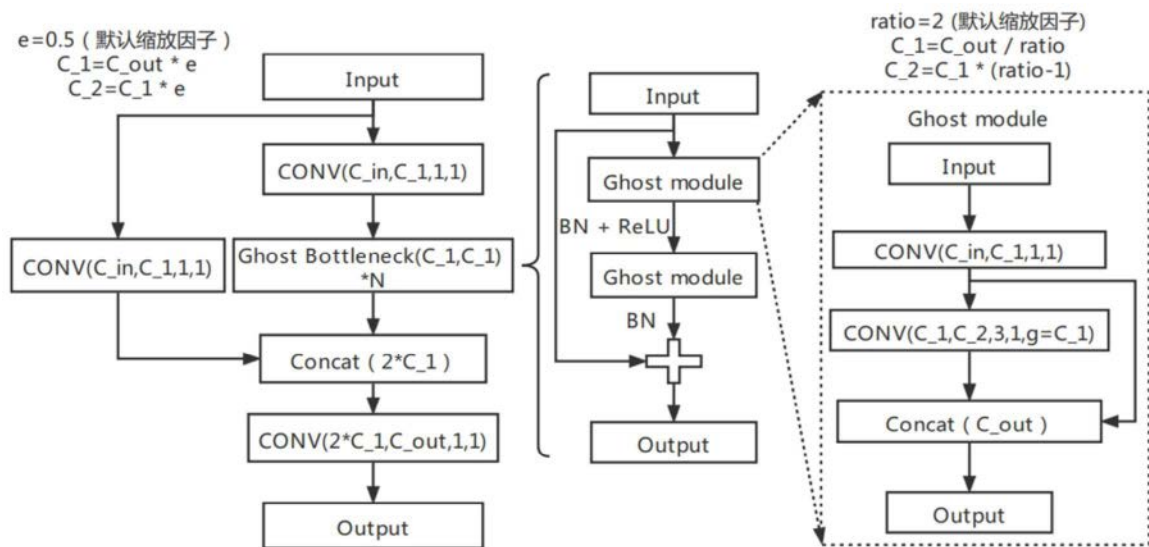 e=0.5 ( 默认缩放因子 )
C_1=C_out * e
C_2=C_1 * e
Input
CONV(C_in,C_1,1,1)
CONV(C_in,C_1,1,1)
Ghost Bottleneck(C_1,C_1)
*N
Concat ( 2*C_1 )
CONV(2*C_1,C_out,1,1)
Output
Input
Ghost module
BN + ReLU
Ghost module
BN
Output
ratio=2 (默认缩放因子)
C_1=C_out / ratio
C_2=C_1 * (ratio-1)
Ghost module
Input
CONV(C_in,C_1,1,1)
CONV(C_1,C_2,3,1,g=C_1)
Concat ( C_out )
Output